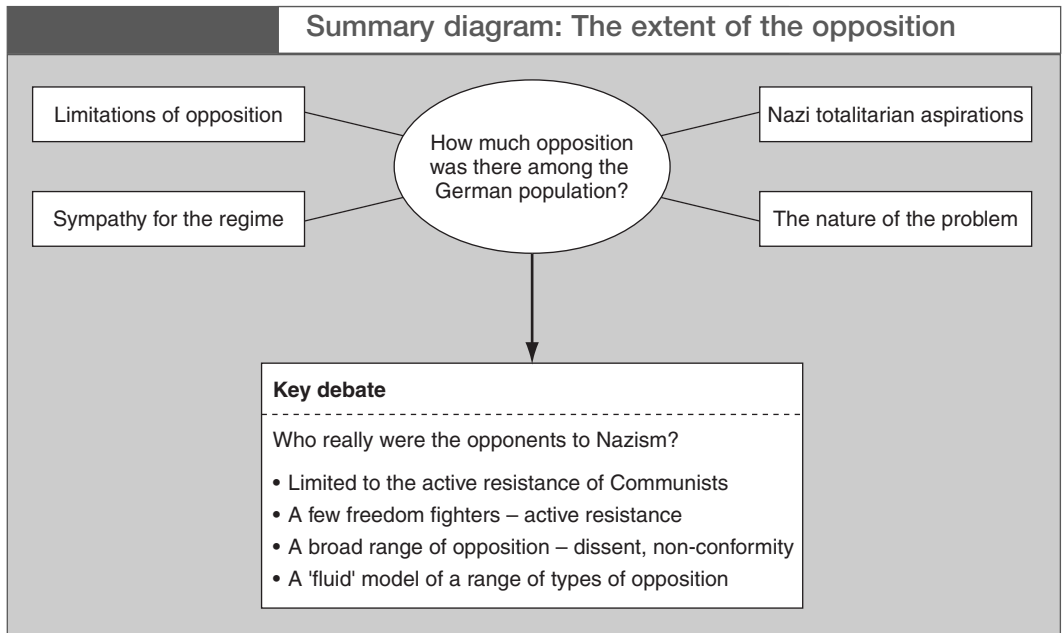 Summary diagram: The extent of the opposition
Limitations of opposition
Sympathy for the regime
How much opposition
was there among the
German population?
Nazi totalitarian aspirations
The nature of the problem
Key debate
Who really were the opponents to Nazism?
• Limited to the active resistance of Communists
• A few freedom fighters – active resistance
• A broad range of opposition – dissent, non-conformity
• A 'fluid' model of a range of types of opposition